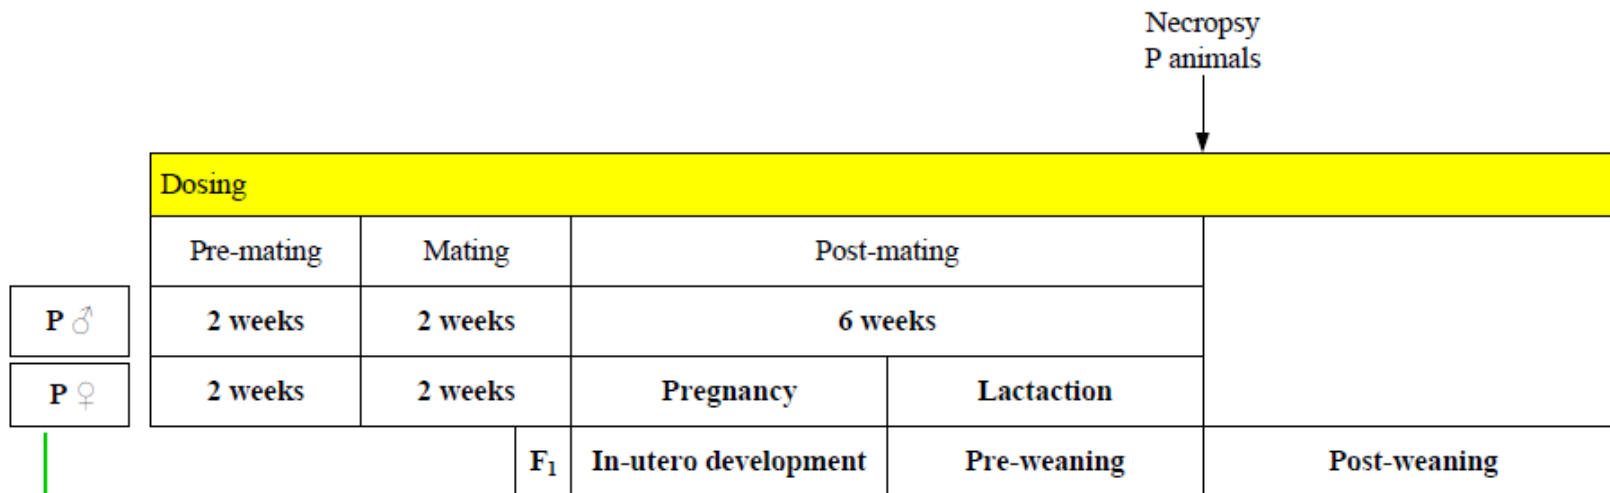 Necropsy
P animals
Dosing
Pre-mating Mating Post-mating
P ♂ 2 weeks 2 weeks 6 weeks
P ♀ 2 weeks 2 weeks Pregnancy Lactaction
F₁ In-utero development Pre-weaning Post-weaning